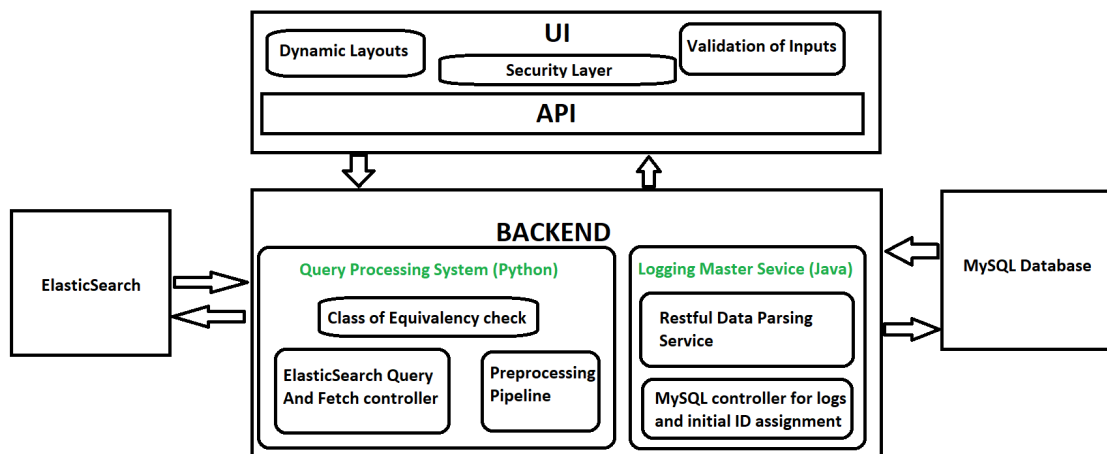 UI
Dynamic Layouts
Security Layer
Validation of Inputs
API
ElasticSearch
BACKEND
Query Processing System (Python)
Class of Equivalency check
ElasticSearch Query
And Fetch controller
Preprocessing
Pipeline
Logging Master Sevice (Java)
Restful Data Parsing
Service
MySQL controller for logs
and initial ID assignment
MySQL Database